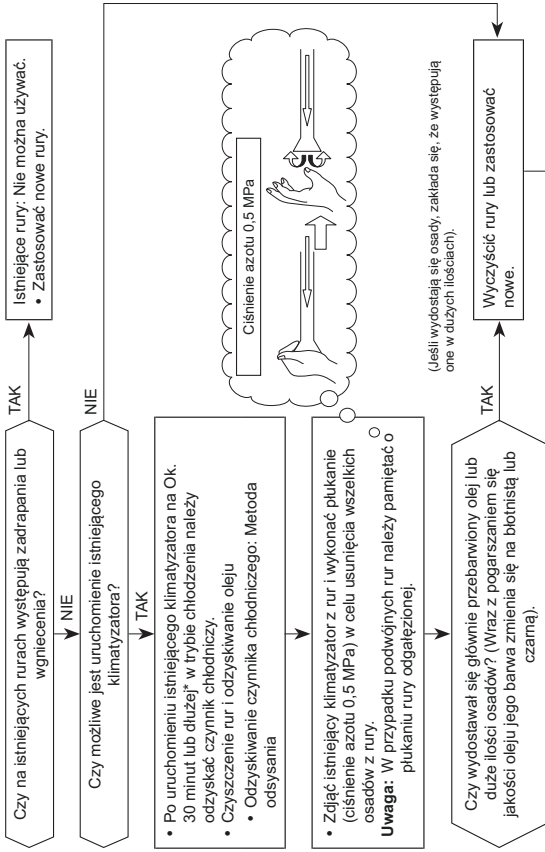 Czy na istniejących rurach występują zadrapania lub
wgniecenia?
TAK
Istniejące rury: Nie można używać.
• Zastosować nowe rury.
NIE
Czy możliwe jest uruchomienie istniejącego
klimatyzatora?
NIE
TAK
• Po uruchomieniu istniejącego klimatyzatora na Ok.
30 minut lub dłużej* w trybie chłodzenia należy
odzyskać czynnik chłodniczy.
• Czyszczenie rur i odzyskiwanie oleju
• Odzyskiwanie czynnika chłodniczego: Metoda
odsysania
Ciśnienie azotu 0,5 MPa
• Zdjąć istniejący klimatyzator z rur i wykonać płukanie
(ciśnienie azotu 0,5 MPa) w celu usunięcia wszelkich
osadów z rury.
Uwaga: W przypadku podwójnych rur należy pamiętać o
płukaniu rury odgałęzionej.
Czy wydostawał się głównie przebarwiony olej lub
duże ilości osadów? (Wraz z pogarszaniem się
jakości oleju jego barwa zmienia się na błotnistą lub
czarną).
TAK
(Jeśli wydostają się osady, zakłada się, że występują
one w dużych ilościach).
Wyczyścić rury lub zastosować
nowe.